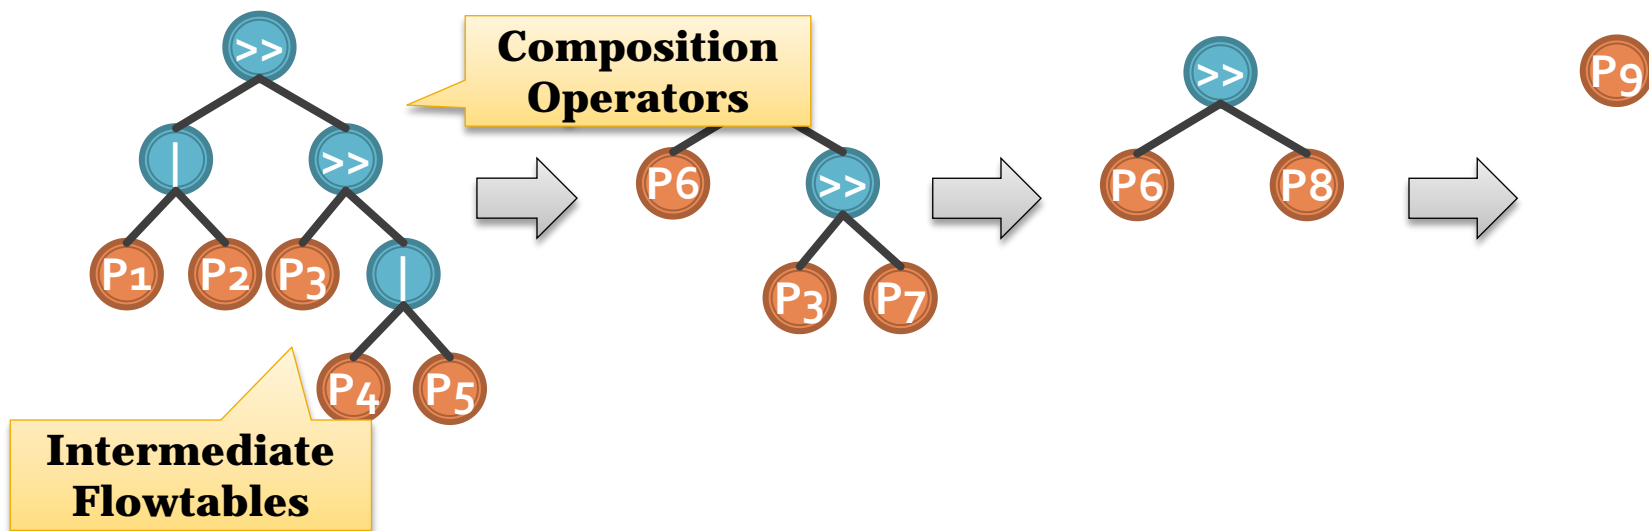 >>
Composition
Operators
>>
P9
|
>>
P6
>>
P6
P8
P1
P2
P3
|
P3
P7
P4
P5
Intermediate
Flowtables